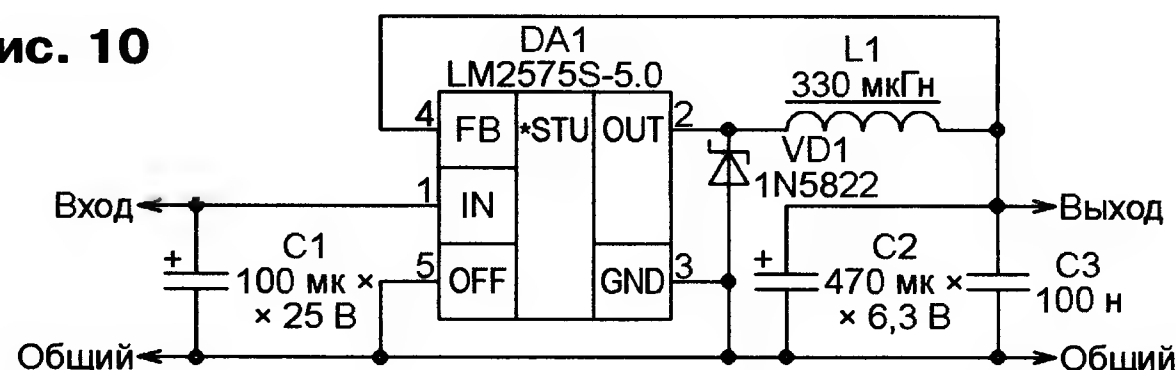 ис. 10
DA1
LM2575S-5.0
L1
330 мкГн
4 FB *STU OUT 2
VD1
1N5822
1 IN
Вход
Выход
C1
100 мк ×
× 25 В
5 OFF GND 3
C2
470 мк ×
× 6,3 В
C3
100 н
Общий
Общий
+
+